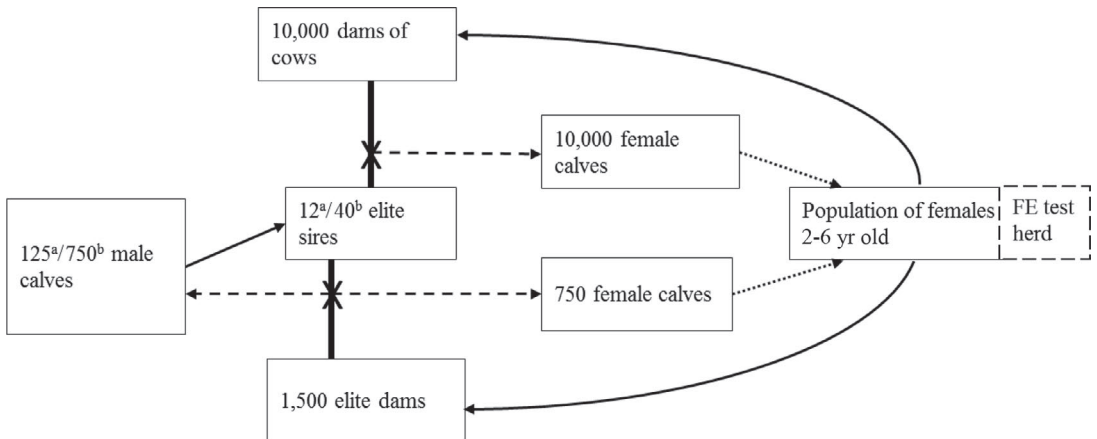 10,000 dams of
cows
10,000 female
calves
12ᵃ/40ᵇ elite
sires
Population of females
2-6 yr old
FE test
herd
125ᵃ/750ᵇ male
calves
750 female calves
1,500 elite dams